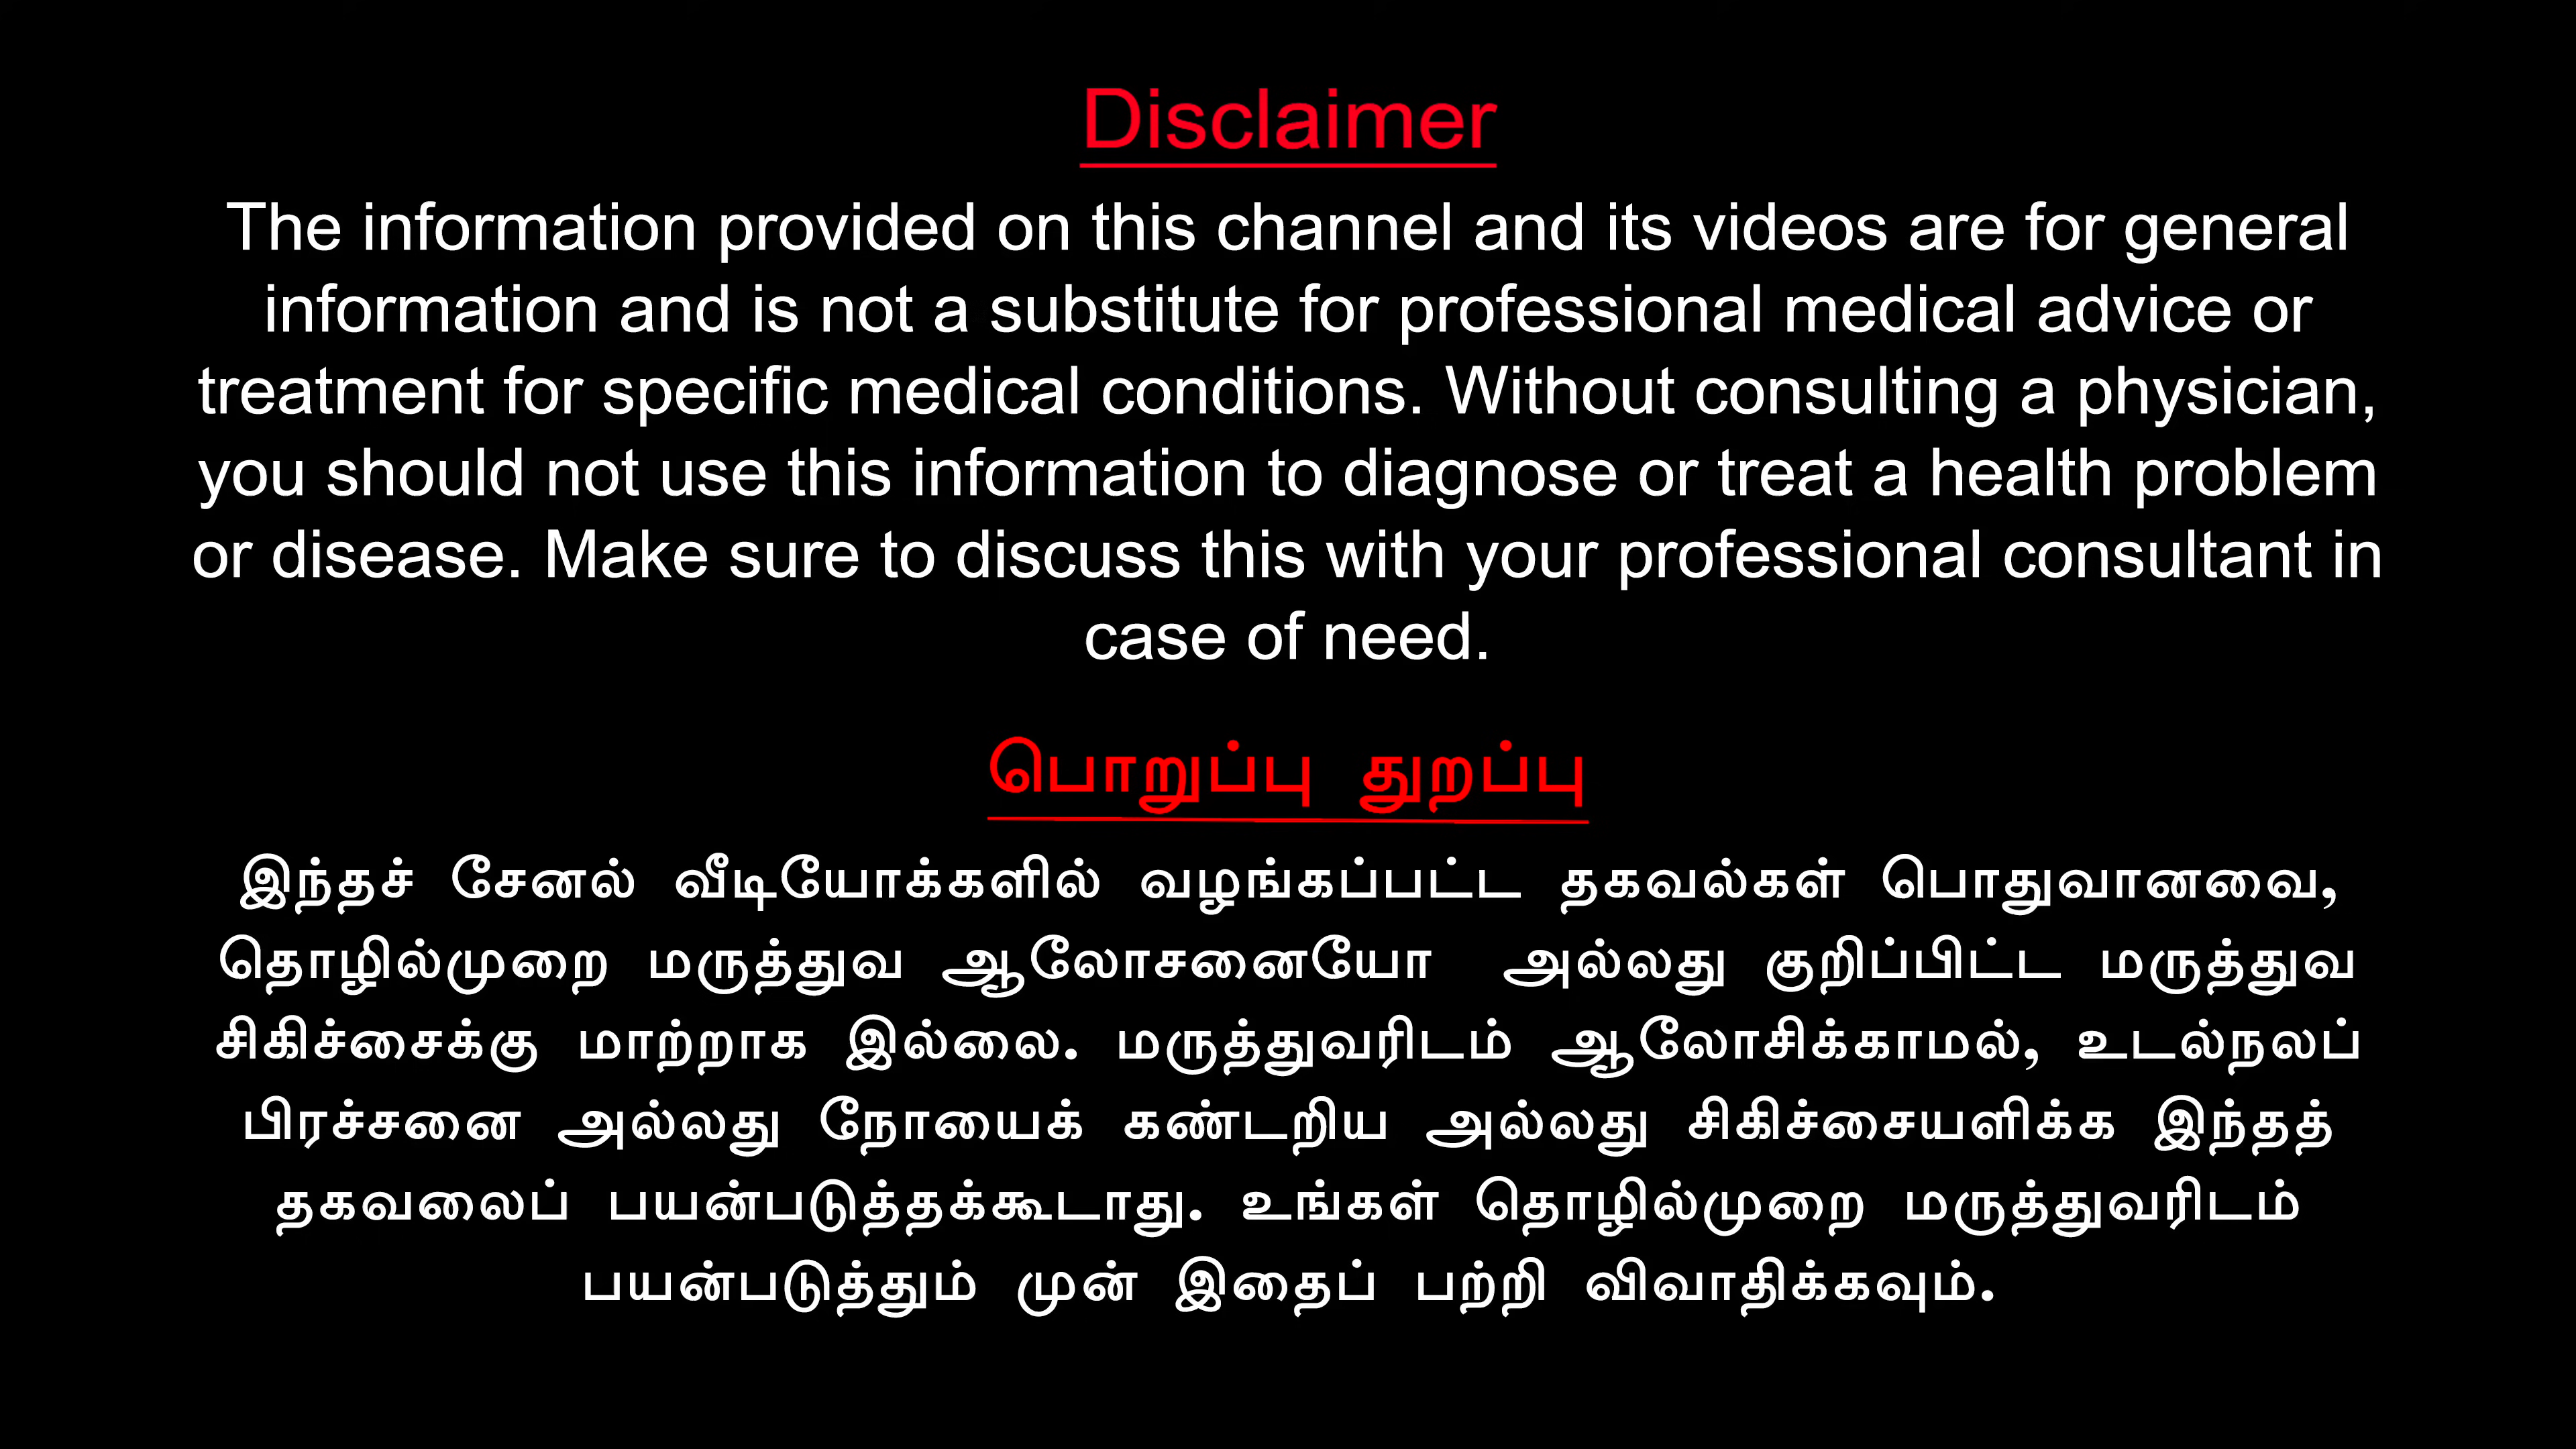 Disclaimer
The information provided on this channel and its videos are for general
information and is not a substitute for professional medical advice or
treatment for specific medical conditions. Without consulting a physician,
you should not use this information to diagnose or treat a health problem
or disease. Make sure to discuss this with your professional consultant in
case of need.
பொறுப்பு துறப்பு
இந்தச் சேனல் வீடியோக்களில் வழங்கப்பட்ட தகவல்கள் பொதுவானவை,
தொழில்முறை மருத்துவ ஆலோசனையோ அல்லது குறிப்பிட்ட மருத்துவ
சிகிச்சைக்கு மாற்றாக இல்லை. மருத்துவரிடம் ஆலோசிக்காமல், உடல்நலப்
பிரச்சனை அல்லது நோயைக் கண்டறிய அல்லது சிகிச்சையளிக்க இந்தத்
தகவலைப் பயன்படுத்தக்கூடாது. உங்கள் தொழில்முறை மருத்துவரிடம்
பயன்படுத்தும் முன் இதைப் பற்றி விவாதிக்கவும்.